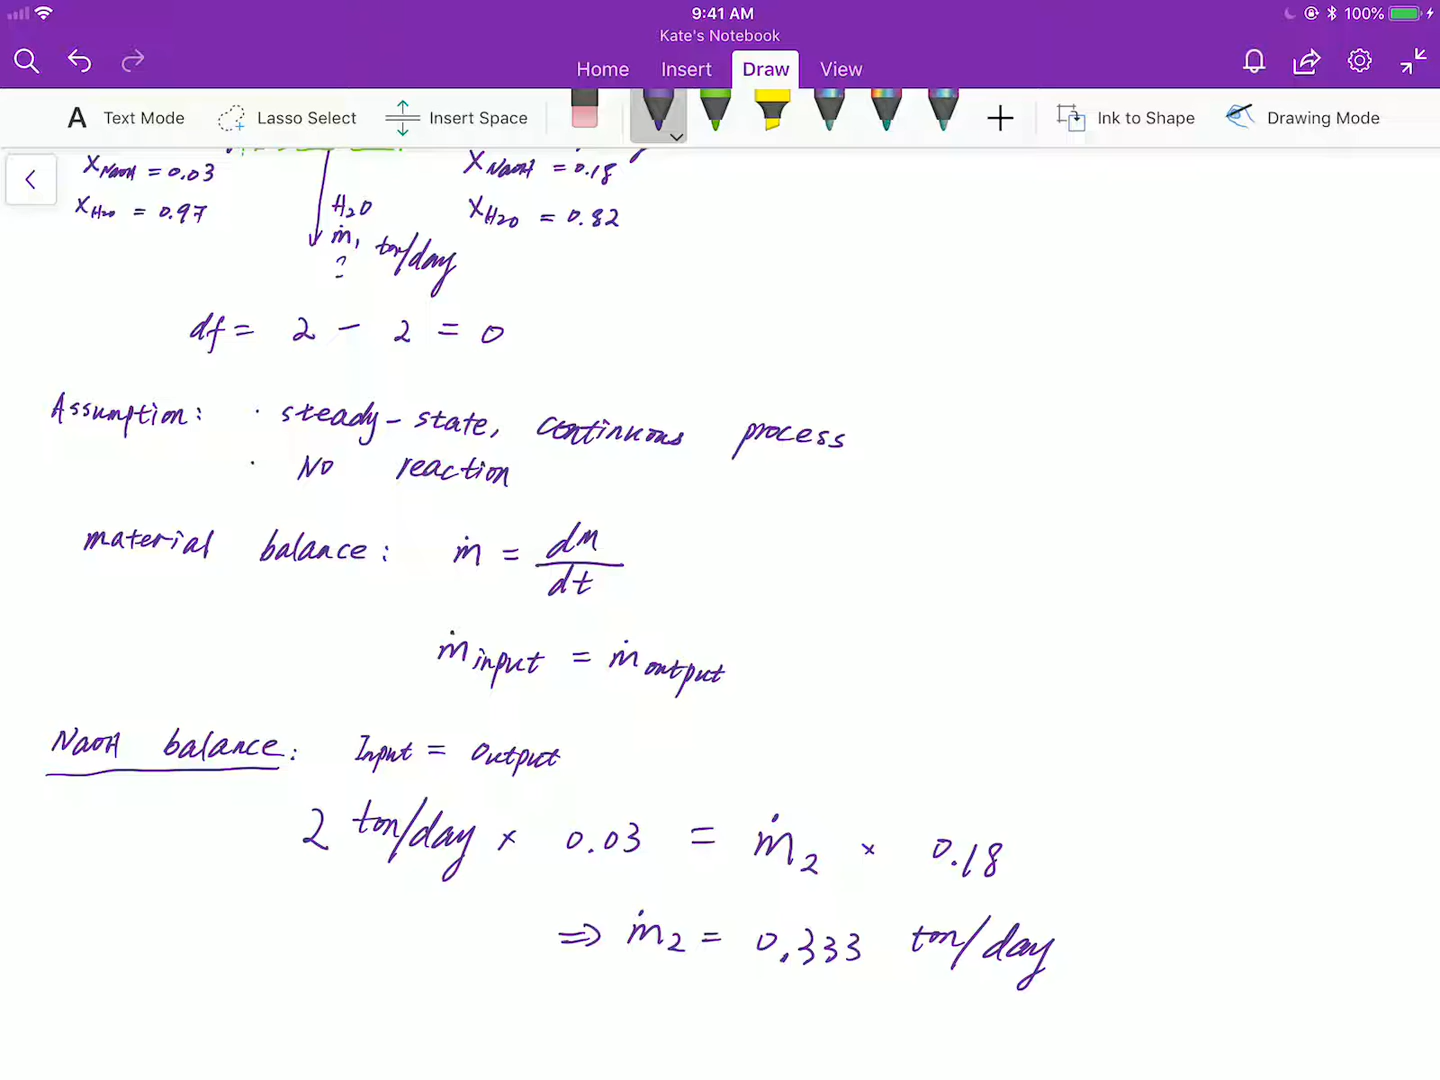 9:41 AM
100%
Kate's Notebook
Home Insert Draw View
A Text Mode Lasso Select Insert Space Ink to Shape Drawing Mode
X NaOH = 0.03
X NaOH = 0.18
X H2O = 0.97
H2O
X H2O = 0.82
ṁ1 ton/day
?
df = 2 - 2 = 0
Assumption: · steady-state, continuous process
· No reaction
material balance: ṁ = dm/dt
ṁ input = ṁ output
NaOH balance: Input = Output
2 ton/day × 0.03 = ṁ2 × 0.18
⇒ ṁ2 = 0.333 ton/day